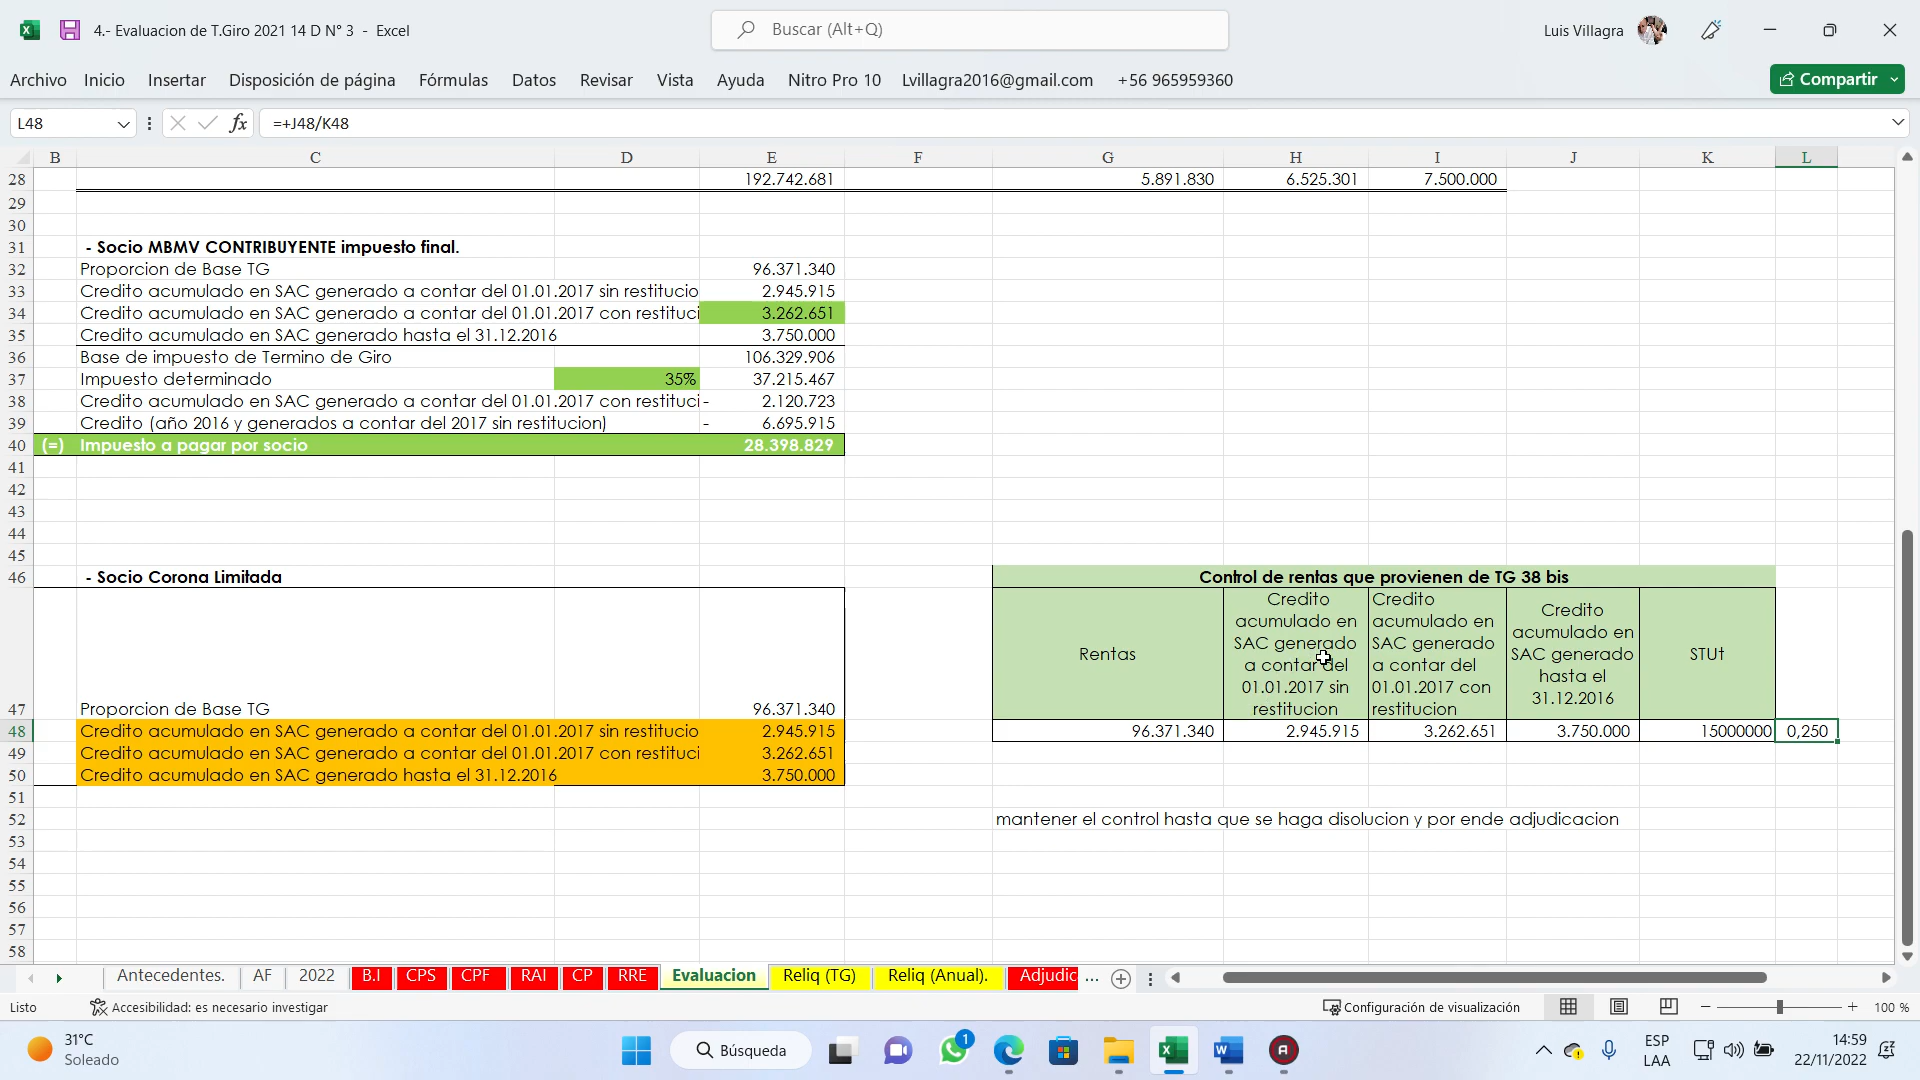 4.- Evaluacion de T.Giro 2021 14 D N° 3 - Excel
Buscar (Alt+Q)
Luis Villagra
Archivo Inicio Insertar Disposición de página Fórmulas Datos Revisar Vista Ayuda Nitro Pro 10 Lvillagra2016@gmail.com +56 965959360 Compartir
L48 fx =+J48/K48
B C D E F G H I J K L
28 192.742.681 5.891.830 6.525.301 7.500.000
29
30
31 - Socio MBMV CONTRIBUYENTE impuesto final.
32 Proporcion de Base TG 96.371.340
33 Credito acumulado en SAC generado a contar del 01.01.2017 sin restitucio 2.945.915
34 Credito acumulado en SAC generado a contar del 01.01.2017 con restituci 3.262.651
35 Credito acumulado en SAC generado hasta el 31.12.2016 3.750.000
36 Base de impuesto de Termino de Giro 106.329.906
37 Impuesto determinado 35% 37.215.467
38 Credito acumulado en SAC generado a contar del 01.01.2017 con restituci - 2.120.723
39 Credito (año 2016 y generados a contar del 2017 sin restitucion) - 6.695.915
40 (=) Impuesto a pagar por socio 28.398.829
41
42
43
44
45
46 - Socio Corona Limitada Control de rentas que provienen de TG 38 bis
Rentas
Credito acumulado en SAC generado a contar del 01.01.2017 sin restitucion
Credito acumulado en SAC generado a contar del 01.01.2017 con restitucion
Credito acumulado en SAC generado hasta el 31.12.2016
STUt
47 Proporcion de Base TG 96.371.340
48 Credito acumulado en SAC generado a contar del 01.01.2017 sin restitucio 2.945.915 96.371.340 2.945.915 3.262.651 3.750.000 15000000 0,250
49 Credito acumulado en SAC generado a contar del 01.01.2017 con restituci 3.262.651
50 Credito acumulado en SAC generado hasta el 31.12.2016 3.750.000
51
52 mantener el control hasta que se haga disolucion y por ende adjudicacion
53
54
55
56
57
58
Antecedentes. AF 2022 B.I CPS CPF RAI CP RRE Evaluacion Reliq (TG) Reliq (Anual). Adjudic ...
Listo Accesibilidad: es necesario investigar Configuración de visualización 100 %
31°C
Soleado
Búsqueda
1
ESP
LAA
14:59
22/11/2022